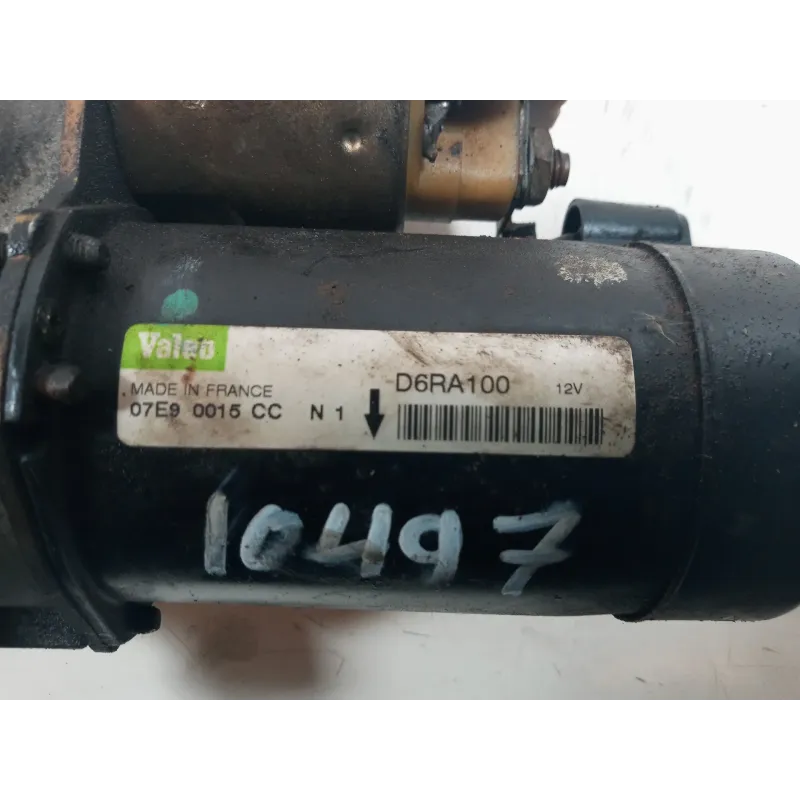 Valeo
MADE IN FRANCE
07E9 0015 CC N 1
D6RA100 12V
10497